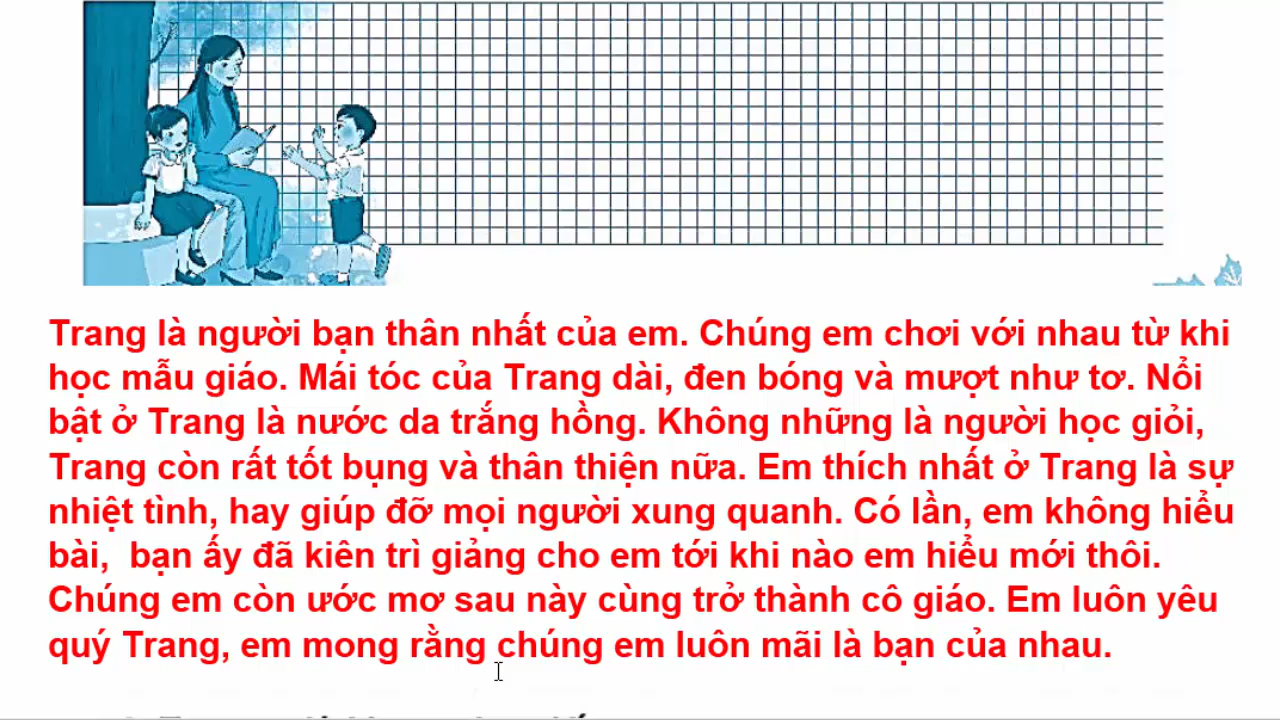 Trang là người bạn thân nhất của em. Chúng em chơi với nhau từ khi
học mẫu giáo. Mái tóc của Trang dài, đen bóng và mượt như tơ. Nổi
bật ở Trang là nước da trắng hồng. Không những là người học giỏi,
Trang còn rất tốt bụng và thân thiện nữa. Em thích nhất ở Trang là sự
nhiệt tình, hay giúp đỡ mọi người xung quanh. Có lần, em không hiểu
bài,  bạn ấy đã kiên trì giảng cho em tới khi nào em hiểu mới thôi.
Chúng em còn ước mơ sau này cùng trở thành cô giáo. Em luôn yêu
quý Trang, em mong rằng chúng em luôn mãi là bạn của nhau.